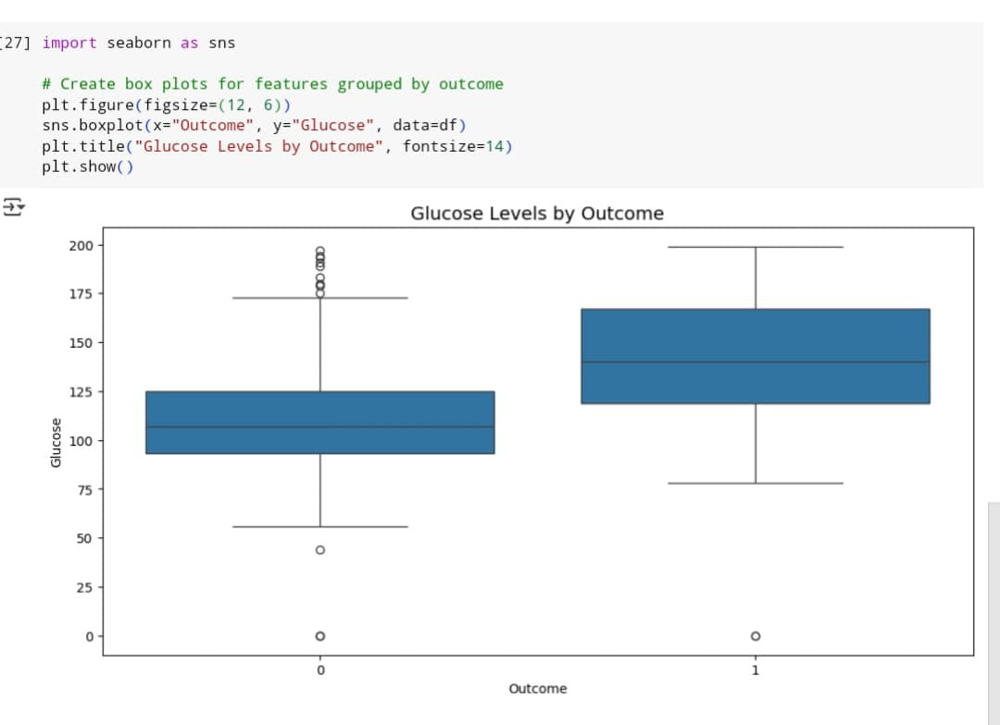 [27] import seaborn as sns
# Create box plots for features grouped by outcome
plt.figure(figsize=(12, 6))
sns.boxplot(x="Outcome", y="Glucose", data=df)
plt.title("Glucose Levels by Outcome", fontsize=14)
plt.show()
Glucose Levels by Outcome
200
175
150
125
100
75
50
25
0
Glucose
0
1
Outcome